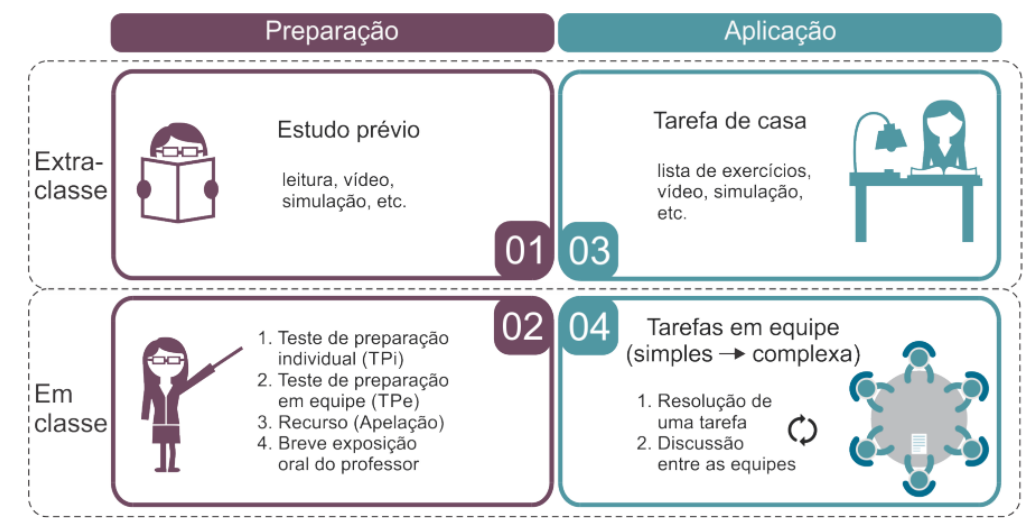 Preparação
Aplicação
Extra-
classe
Estudo prévio
leitura, vídeo,
simulação, etc.
01
Tarefa de casa
lista de exercícios,
vídeo, simulação,
etc.
03
Em
classe
02
1. Teste de preparação
individual (TPi)
2. Teste de preparação
em equipe (TPe)
3. Recurso (Apelação)
4. Breve exposição
oral do professor
04
Tarefas em equipe
(simples → complexa)
1. Resolução de
uma tarefa
2. Discussão
entre as equipes